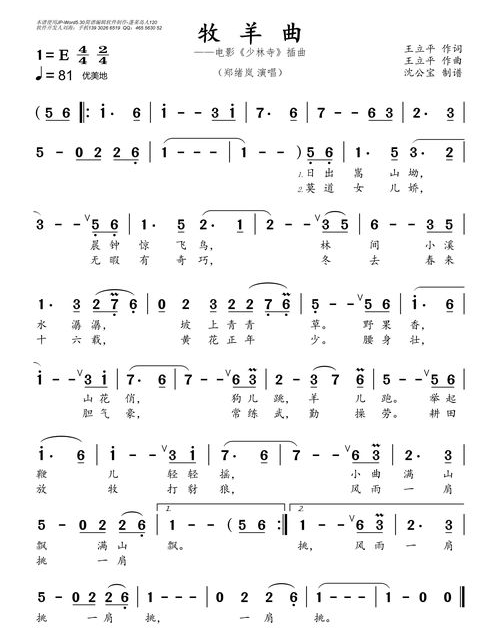 本谱使用JP-Word5.30简谱编辑软件制作-蓬莱岛人120
软件开发人刘海:手机139 3026 6519 QQ号 465 5630 52
牧羊曲
1=E 4/4 2/4
——电影《少林寺》插曲
王立平 作词
王立平 作曲
♩=81 优美地
(郑绪岚 演唱)
沈公宝 制谱
(5 6 |: i· 6 | i - - 3 i | 7· 6 | 7 - - 6 3 | 2· 3 |
5 - 0 2 2 6 | 1 - - - | 1 - - ) 5 6 | 1· 5 3· 2 |
1.日出嵩山坳,
2.莫道女儿娇,
3 - - ∨ 5 6 | 1· 5 2· 1 | 2 - - ∨ 3 5 | 6· 3 5 |
晨钟惊飞鸟, 林间小溪
无暇有奇巧, 冬去春来
1· 3 2 2 7 6 | 0 2 3 2 2 7 6 | 5 - ∨ 5 5 6 | i - |
水潺潺, 坡上青青草。野果香,
十六载, 黄花正年少。腰身壮,
i - - ∨ 3 i | 7· 6 | 7 - - ∨ 6 3 | 2· 3 6 | 5 - - ∨ 5 6 |
山花俏, 狗儿跳,羊儿跑。举起
胆气豪, 常练武,勤操劳。耕田
i· 6 | i - - ∨ 3 i | 7· 6 | 7 - - ∨ 6 3 | 2· 3 |
鞭儿轻轻摇, 小曲满山
放牧打豺狼, 风雨一肩
5 - 0 2 2 6 | 1. 1 - - (5 6 :| 2. 1 - - ∨ 6 3 | 2· 3 |
飘 满山飘。 挑,风雨一肩
挑 一肩
5 - 0 2 2 6 | 1 - - - | 5 - 0 2 2 6 | 1 - - - | 1 - 0 0 ‖
挑 一肩挑, 一肩挑!